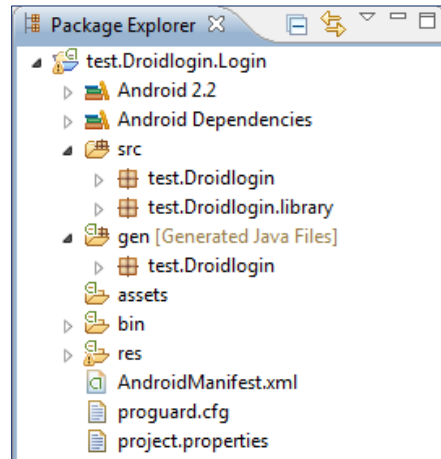 Package Explorer
test.Droidlogin.Login
Android 2.2
Android Dependencies
src
test.Droidlogin
test.Droidlogin.library
gen [Generated Java Files]
test.Droidlogin
assets
bin
res
AndroidManifest.xml
proguard.cfg
project.properties